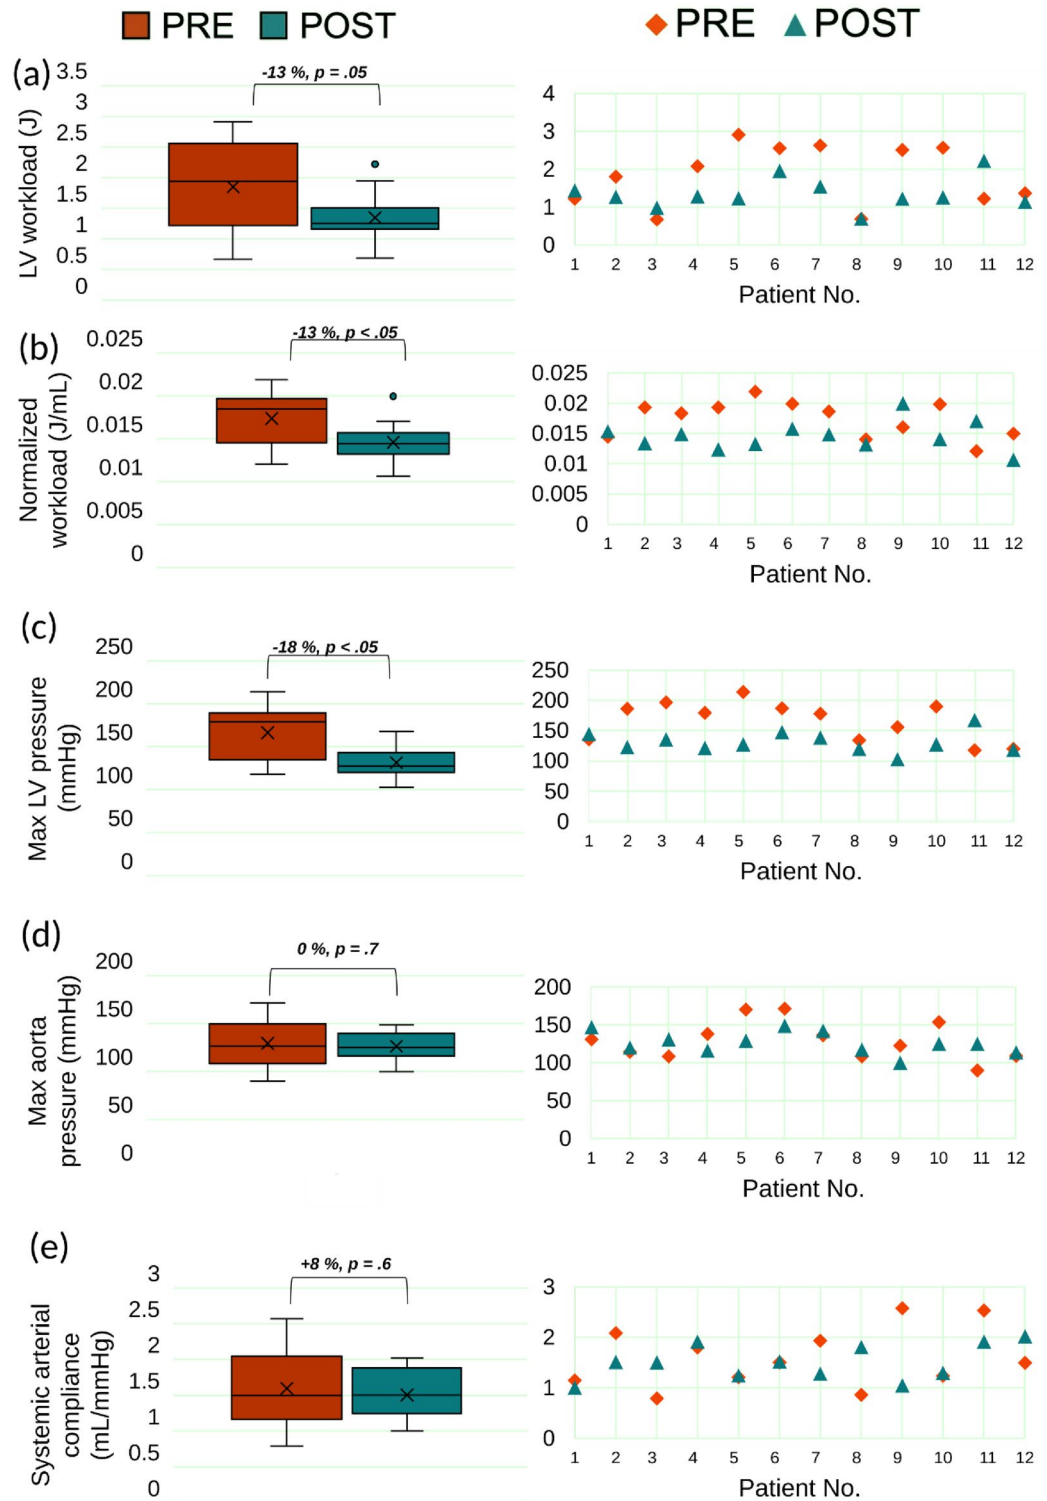 PRE POST
PRE POST
(a)
LV workload (J)
3.5
3
2.5
2
1.5
1
0.5
0
-13 %, p = .05
4
3
2
1
0
1 2 3 4 5 6 7 8 9 10 11 12
Patient No.
(b)
Normalized
workload (J/mL)
0.025
0.02
0.015
0.01
0.005
0
-13 %, p < .05
0.025
0.02
0.015
0.01
0.005
0
1 2 3 4 5 6 7 8 9 10 11 12
Patient No.
(c)
Max LV pressure
(mmHg)
250
200
150
100
50
0
-18 %, p < .05
250
200
150
100
50
0
1 2 3 4 5 6 7 8 9 10 11 12
Patient No.
(d)
Max aorta
pressure (mmHg)
200
150
100
50
0
0 %, p = .7
200
150
100
50
0
1 2 3 4 5 6 7 8 9 10 11 12
Patient No.
(e)
Systemic arterial
compliance
(mL/mmHg)
3
2.5
2
1.5
1
0.5
0
+8 %, p = .6
3
2
1
0
1 2 3 4 5 6 7 8 9 10 11 12
Patient No.